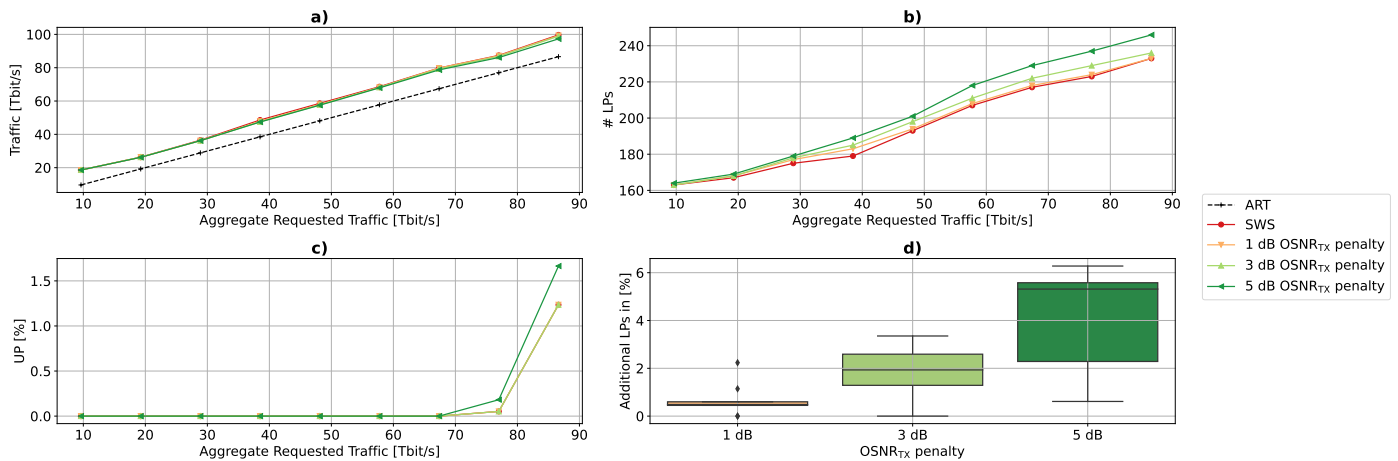 a)
100
80
60
40
20
Traffic [Tbit/s]
10 20 30 40 50 60 70 80 90
Aggregate Requested Traffic [Tbit/s]
b)
240
220
200
180
160
# LPs
10 20 30 40 50 60 70 80 90
Aggregate Requested Traffic [Tbit/s]
c)
1.5
1.0
0.5
0.0
UP [%]
10 20 30 40 50 60 70 80 90
Aggregate Requested Traffic [Tbit/s]
d)
6
4
2
0
Additional LPs in [%]
1 dB 3 dB 5 dB
OSNRTX penalty
ART
SWS
1 dB OSNRTX penalty
3 dB OSNRTX penalty
5 dB OSNRTX penalty